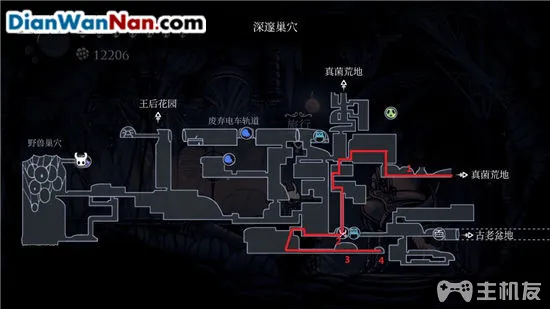 DianWanNan.com
12206
深邃巢穴
真菌荒地
王后花园
废弃电车轨道
野兽巢穴
真菌荒地
古老盆地
3
4
主机友